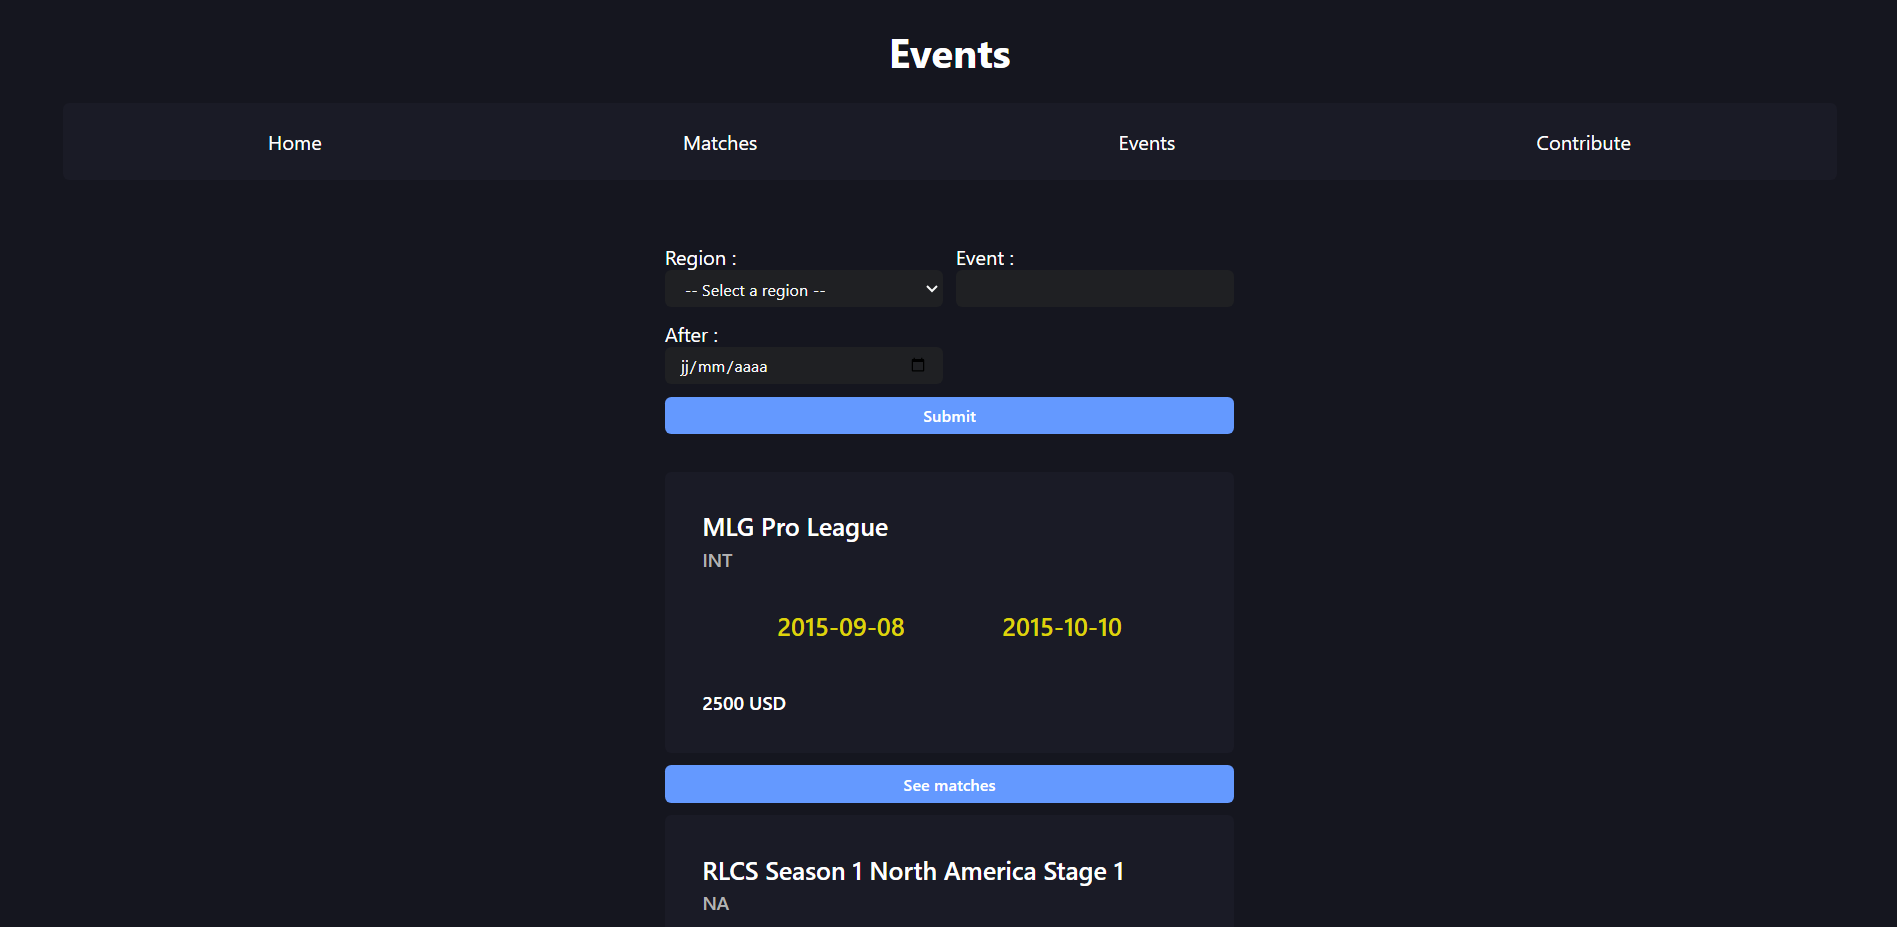 Events
Home Matches Events Contribute
Region : Event :
-- Select a region --
After :
jj/mm/aaaa
Submit
MLG Pro League
INT
2015-09-08 2015-10-10
2500 USD
See matches
RLCS Season 1 North America Stage 1
NA